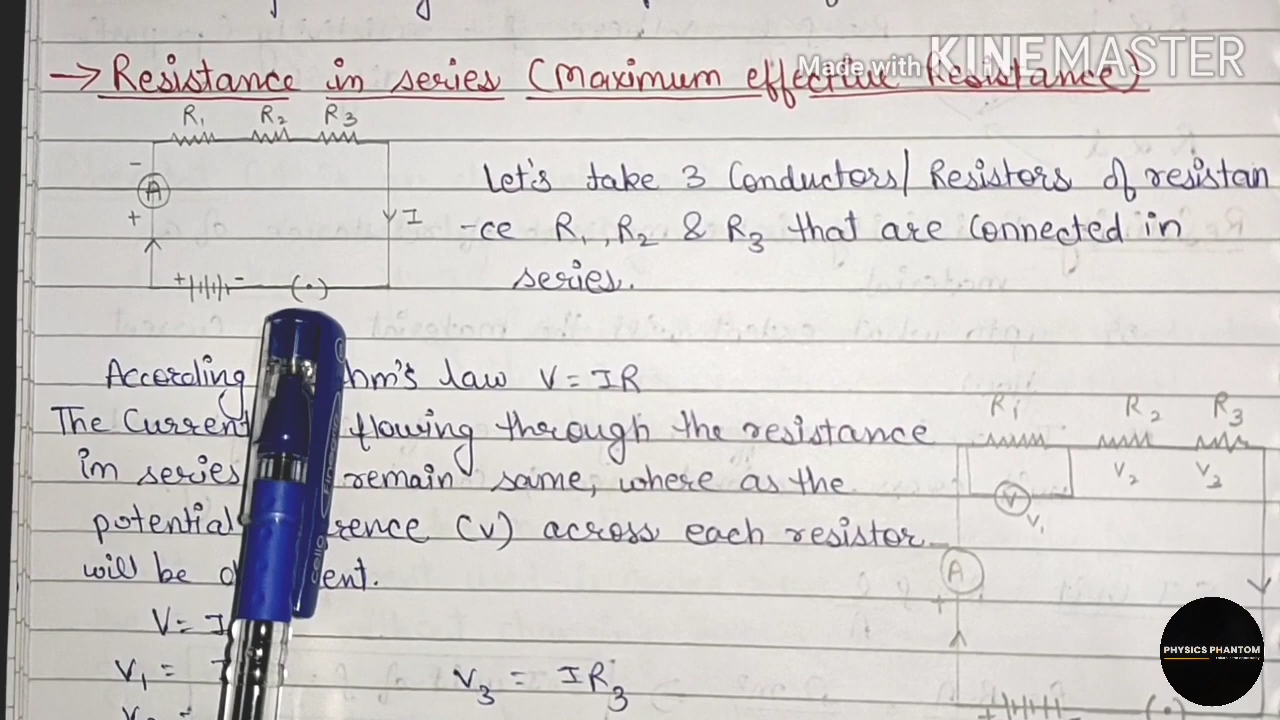 → Resistance in series (Maximum effective Resistance)
Made with KINEMASTER
R1 R2 R3
-
A
+
I
+ - (·)
Let's take 3 Conductors/Resistors of resistan
-ce R1, R2 & R3 that are connected in
series.
According hm's law V = IR
The Current flowing through the resistance
in series remain same, where as the
potential rence (V) across each resistor
will be d ent.
V = I
V1 = I
V3 = IR3
R1 R2 R3
V V1 V2 V3
A
+
+ (·)
PHYSICS PHANTOM
cello